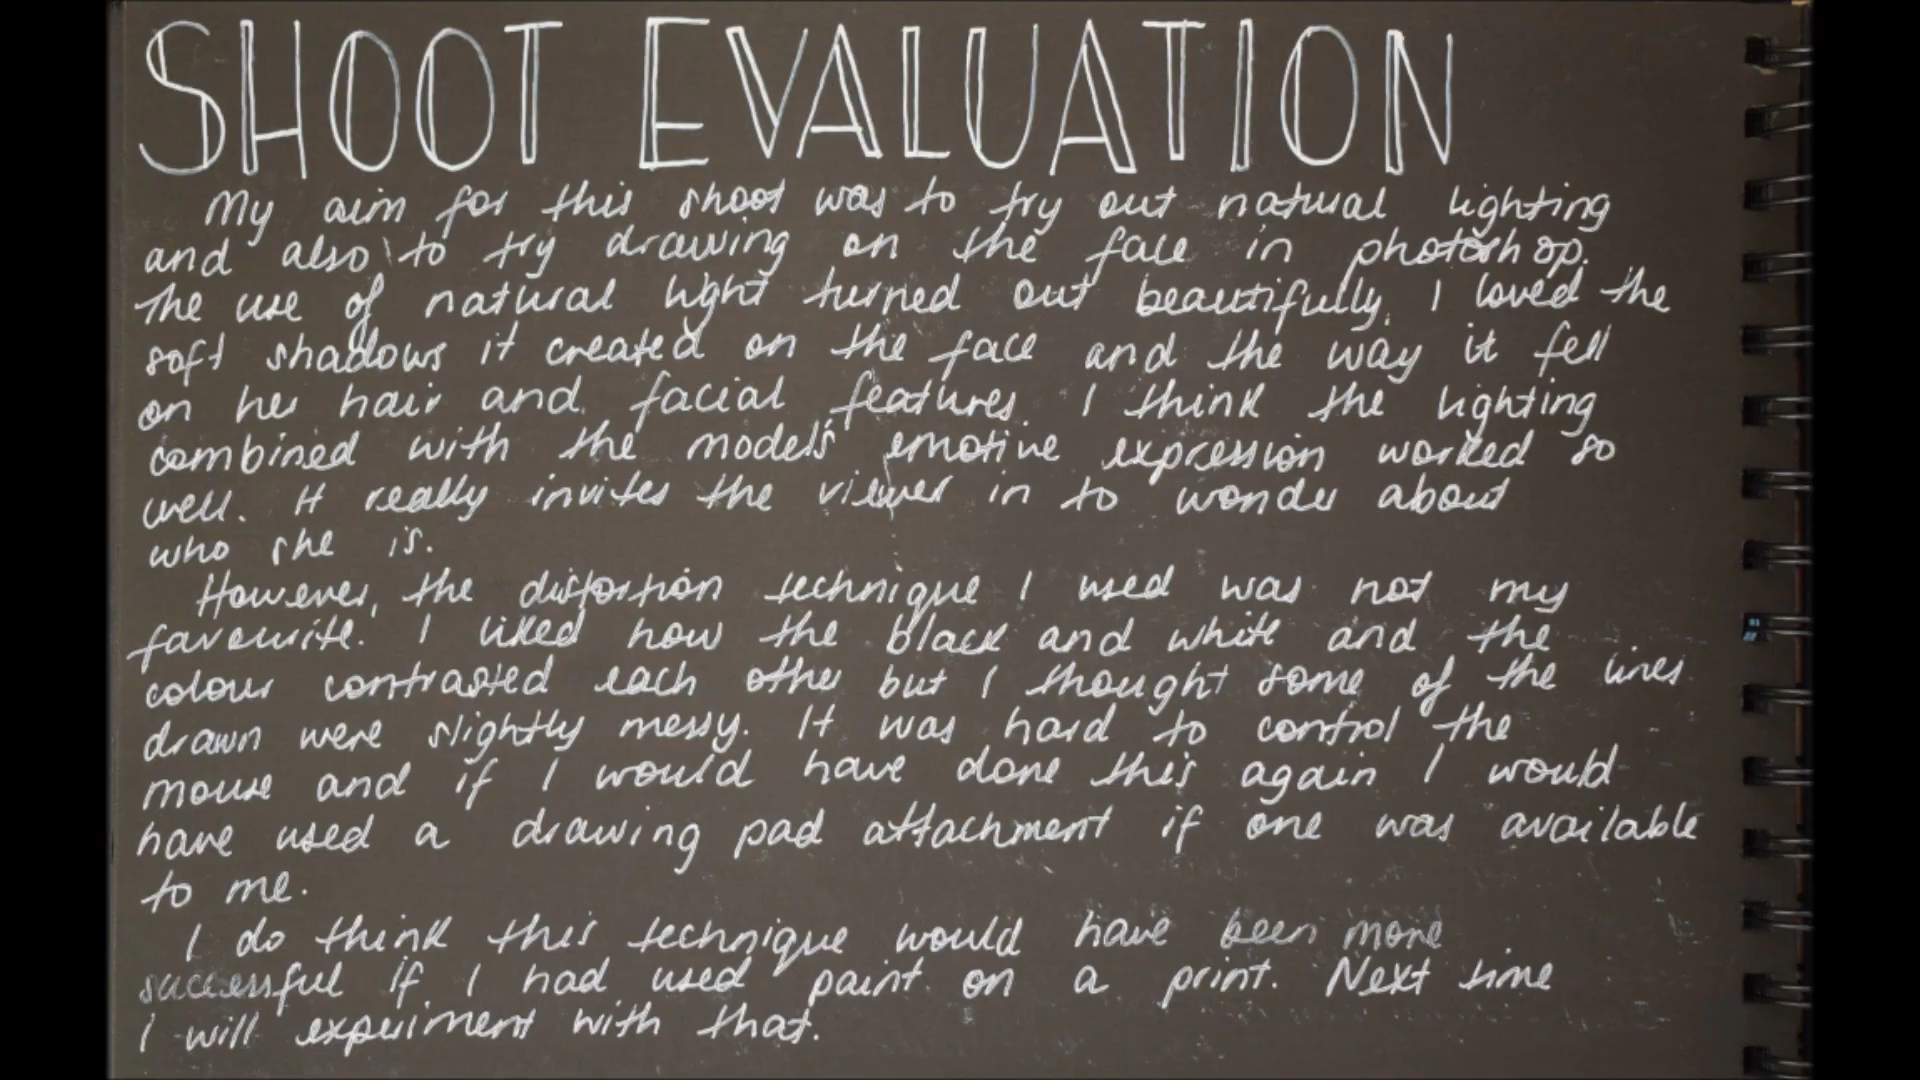 SHOOT EVALUATION
My aim for this shoot was to try out natural lighting
and also to try drawing on the face in photoshop.
The use of natural light turned out beautifully. I loved the
soft shadows it created on the face and the way it fell
on her hair and facial features. I think the lighting
combined with the model's emotive expression worked so
well. It really invites the viewer in to wonder about
who she is.
However, the distortion technique I used was not my
favourite. I liked how the black and white and the
colour contrasted each other but I thought some of the lines
drawn were slightly messy. It was hard to control the
mouse and if I would have done this again I would
have used a drawing pad attachment if one was available
to me.
I do think this technique would have been more
successful if I had used paint on a print. Next time
I will experiment with that.